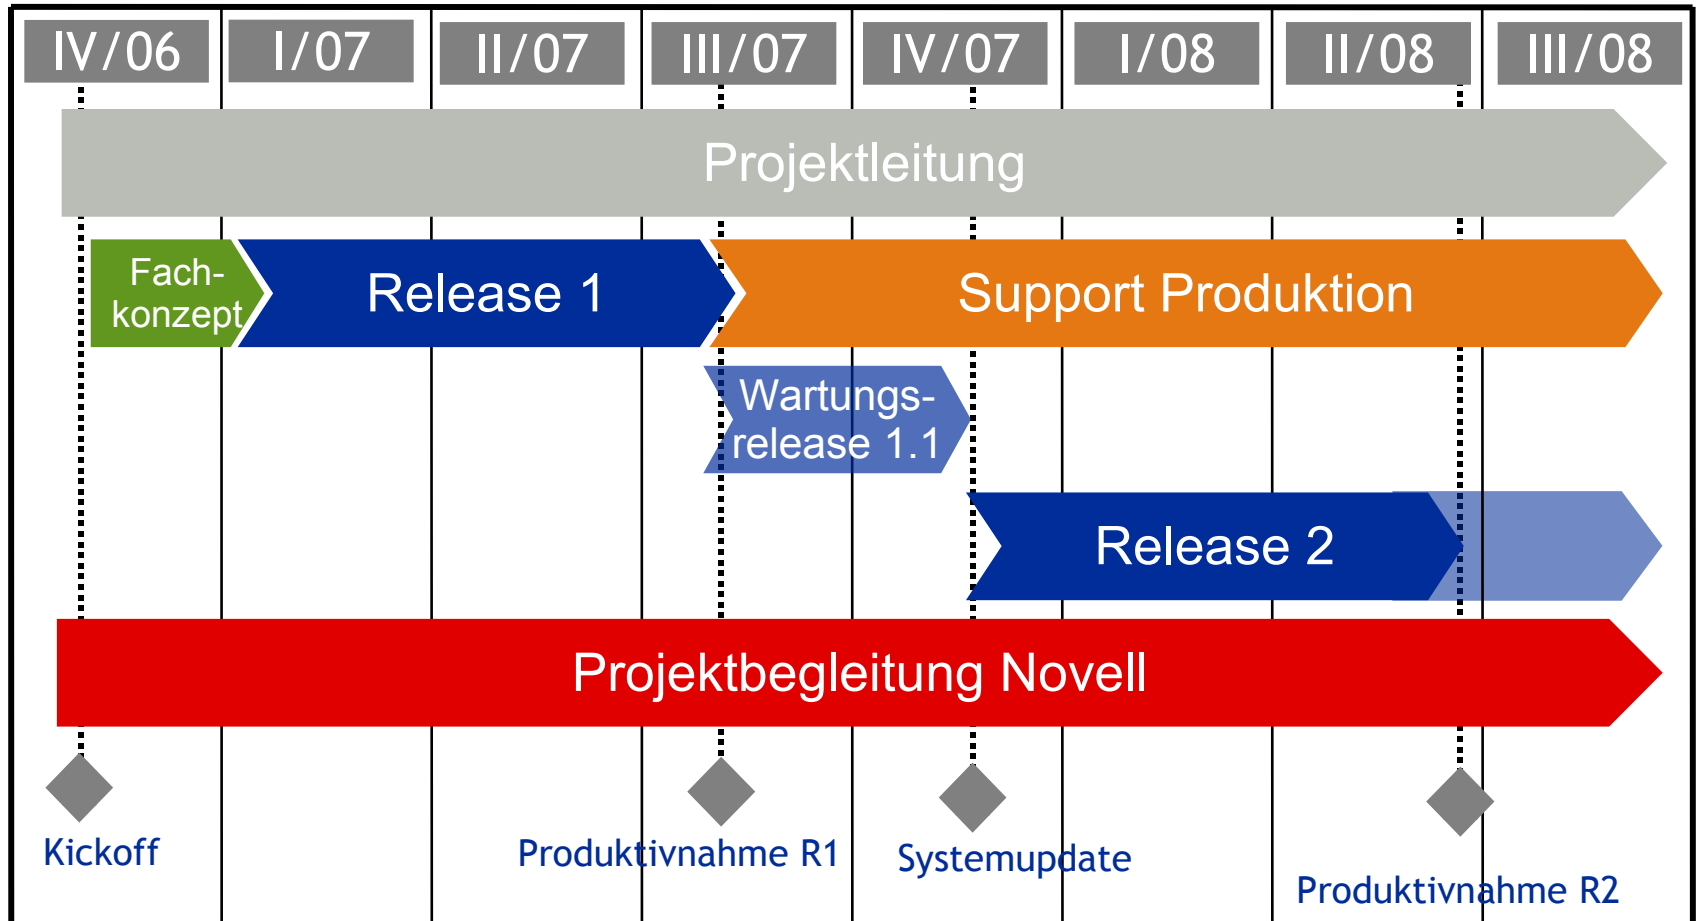 IV/06 I/07 II/07 III/07 IV/07 I/08 II/08 III/08
Projektleitung
Fach-
konzept
Release 1
Support Produktion
Wartungs-
release 1.1
Release 2
Projektbegleitung Novell
Kickoff
Produktivnahme R1
Systemupdate
Produktivnahme R2